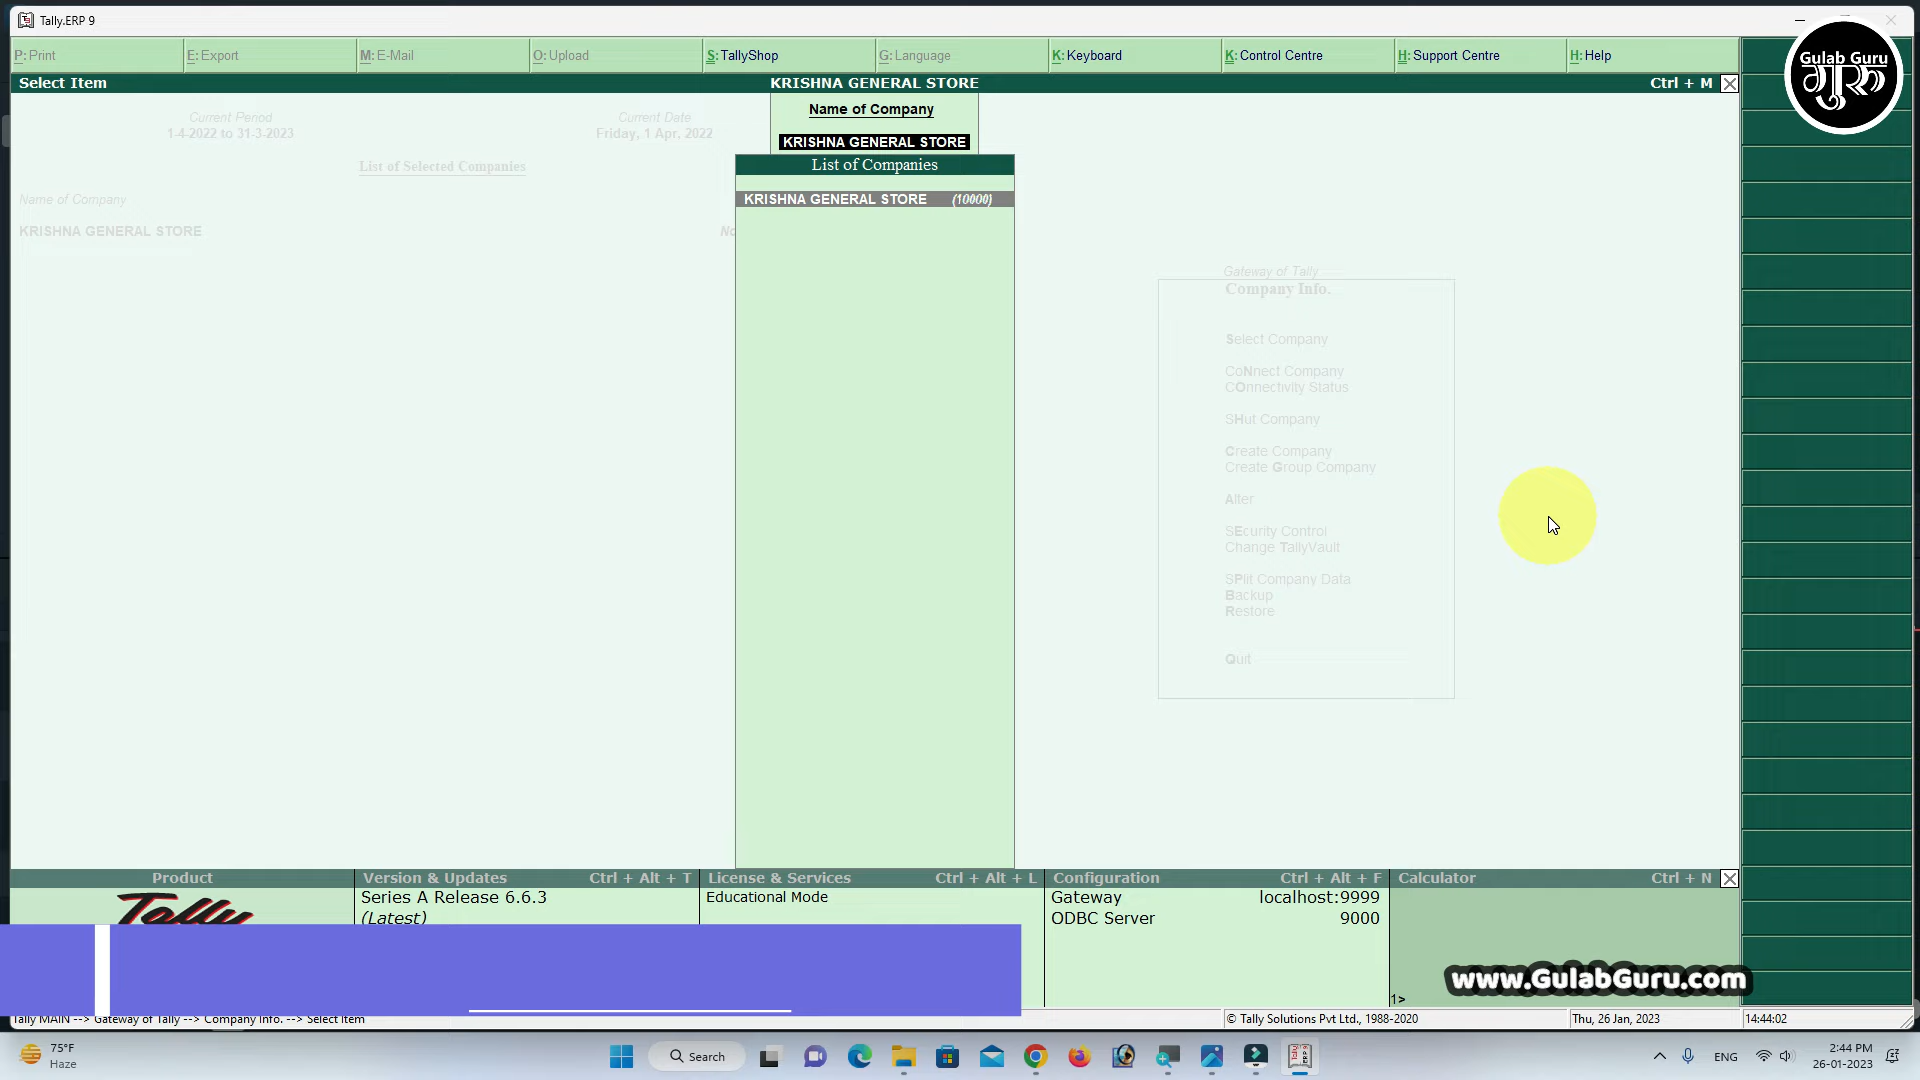 Tally.ERP 9
P: Print
E: Export
M: E-Mail
O: Upload
S: TallyShop
G: Language
K: Keyboard
K: Control Centre
H: Support Centre
H: Help
Gulab Guru
गुरु
Select Item
KRISHNA GENERAL STORE
Ctrl + M
Current Period
1-4-2022 to 31-3-2023
Current Date
Friday, 1 Apr, 2022
Name of Company
KRISHNA GENERAL STORE
List of Companies
KRISHNA GENERAL STORE (10000)
List of Selected Companies
Name of Company
KRISHNA GENERAL STORE
Gateway of Tally
Company Info.
Select Company
CoNnect Company
COnnectivity Status
SHut Company
Create Company
Create Group Company
Alter
SEcurity Control
Change TallyVault
SPlit Company Data
Backup
Restore
Quit
Product
Version & Updates Ctrl + Alt + T
License & Services Ctrl + Alt + L
Configuration Ctrl + Alt + F
Calculator Ctrl + N
Tally
Series A Release 6.6.3
(Latest)
Educational Mode
Gateway localhost:9999
ODBC Server 9000
www.GulabGuru.com
1>
Tally MAIN --> Gateway of Tally --> Company Info. --> Select Item
© Tally Solutions Pvt Ltd., 1988-2020
Thu, 26 Jan, 2023
14:44:02
75°F
Haze
Search
ENG
2:44 PM
26-01-2023